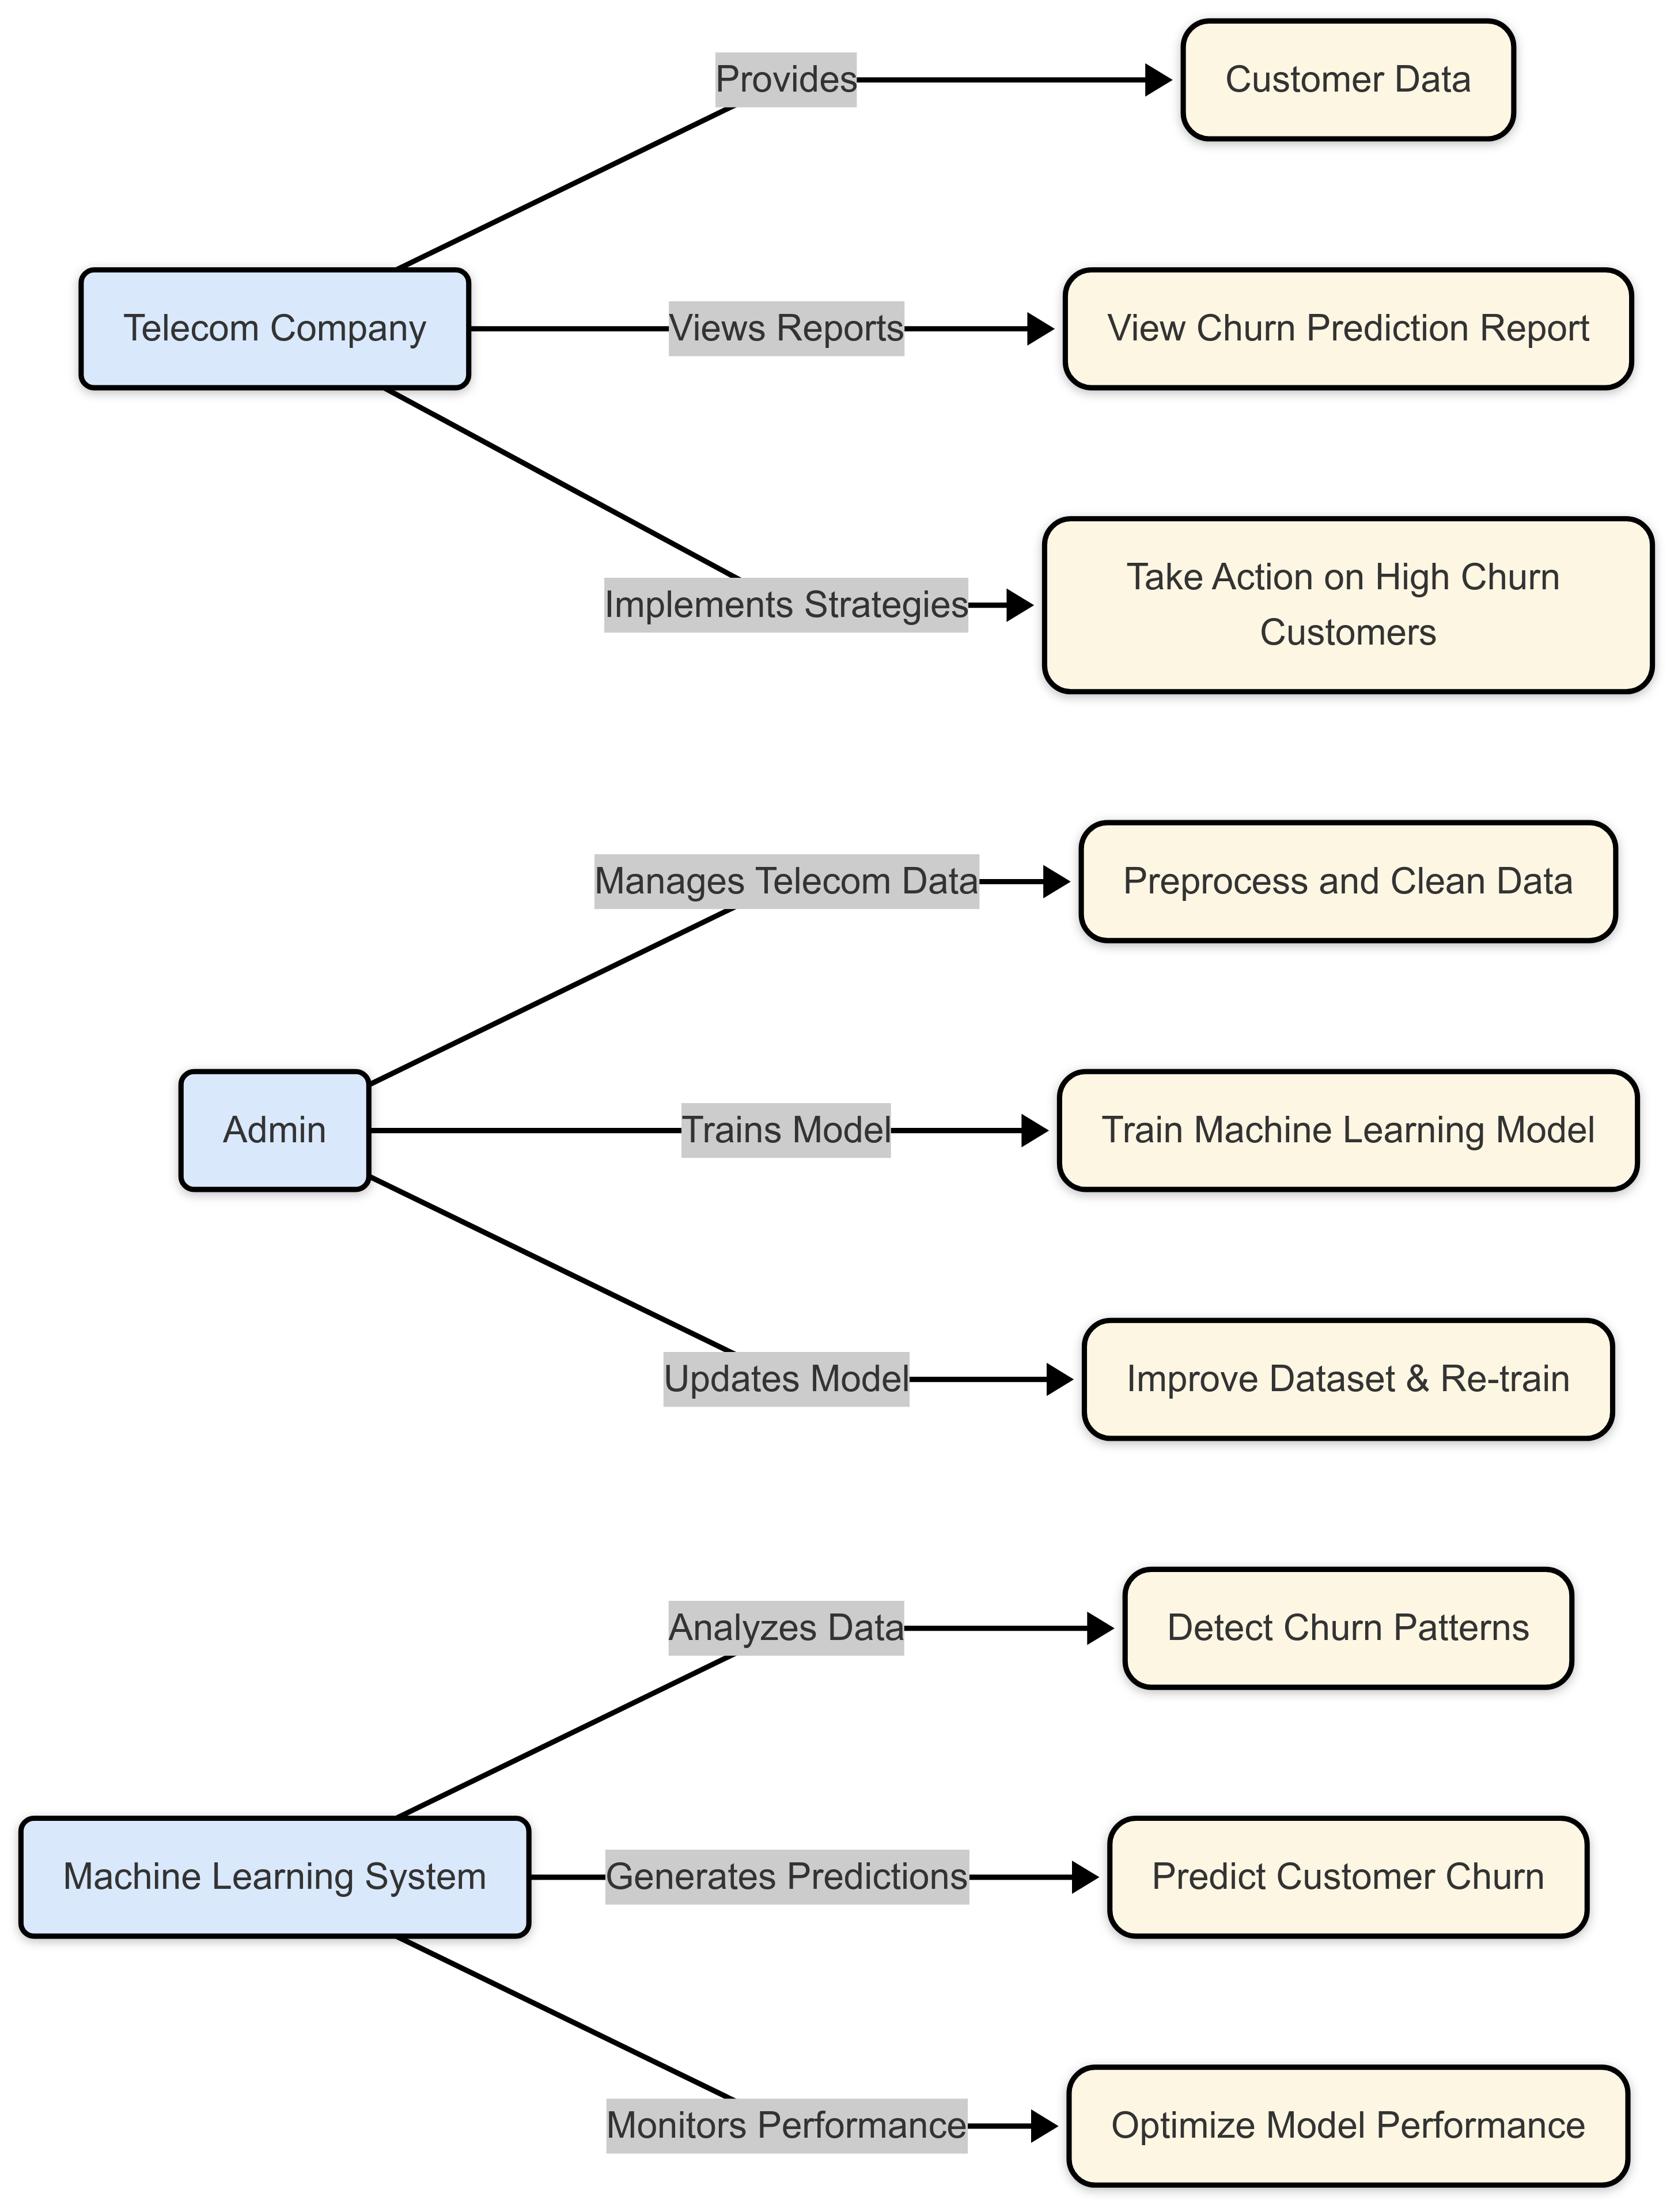 Provides
Customer Data
Telecom Company
Views Reports
View Churn Prediction Report
Implements Strategies
Take Action on High Churn
Customers
Manages Telecom Data
Preprocess and Clean Data
Admin
Trains Model
Train Machine Learning Model
Updates Model
Improve Dataset & Re-train
Analyzes Data
Detect Churn Patterns
Machine Learning System
Generates Predictions
Predict Customer Churn
Monitors Performance
Optimize Model Performance